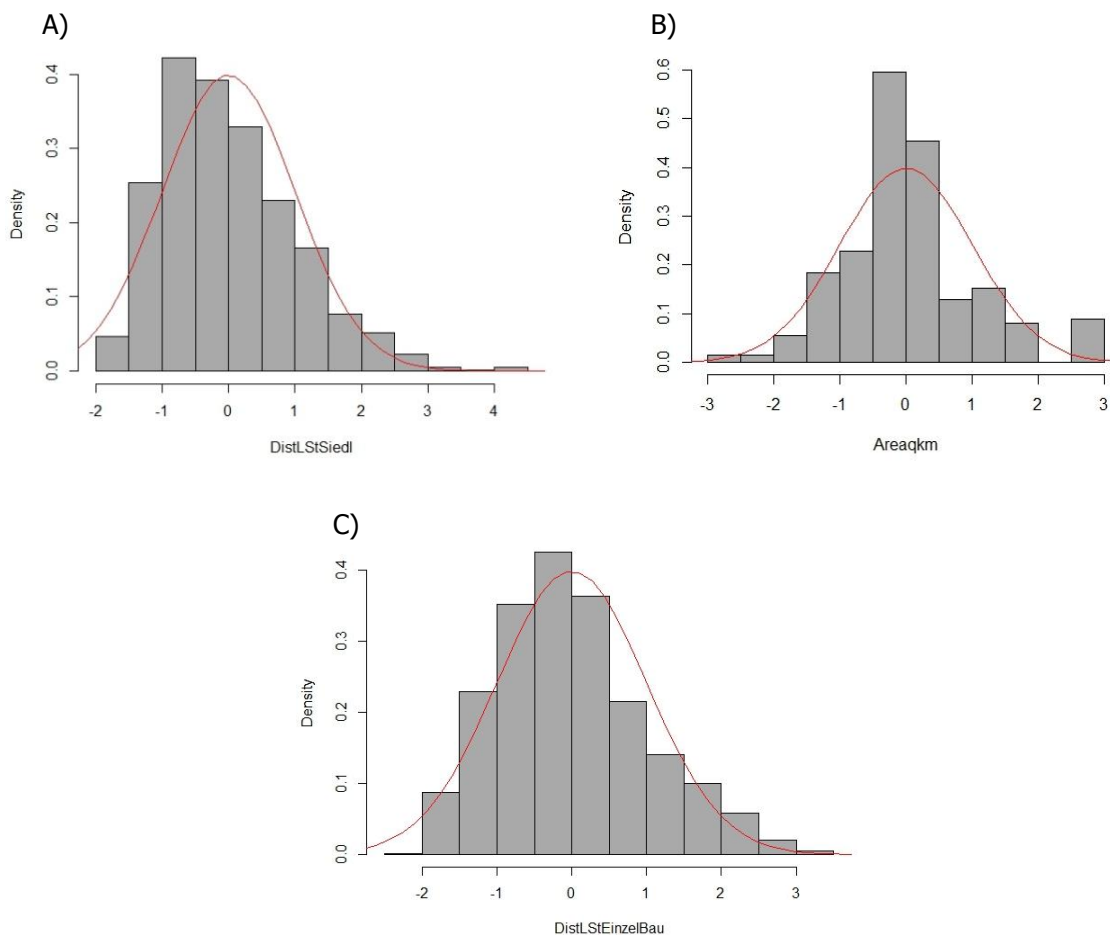 A)
Density
0.0 0.1 0.2 0.3 0.4
-2 -1 0 1 2 3 4
DistLStSiedl
B)
Density
0.0 0.1 0.2 0.3 0.4 0.5 0.6
-3 -2 -1 0 1 2 3
Areaqkm
C)
Density
0.0 0.1 0.2 0.3 0.4
-2 -1 0 1 2 3
DistLStEinzelBau